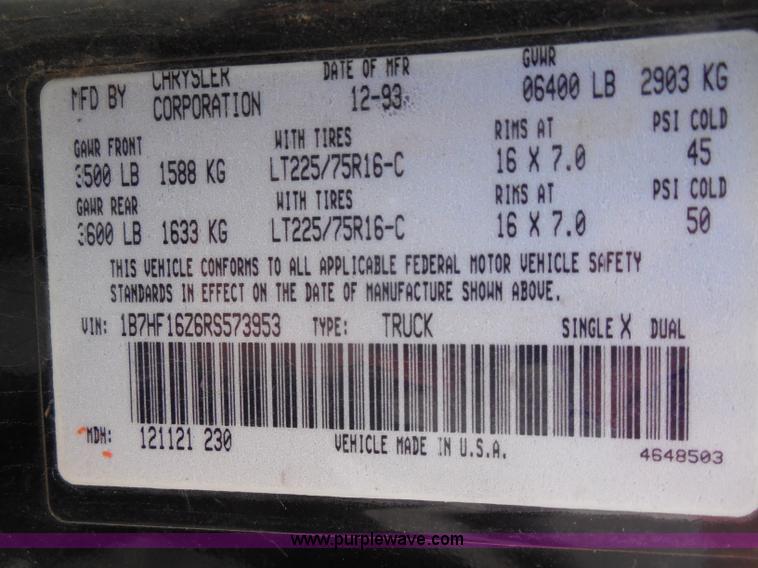 MFD BY CHRYSLER CORPORATION DATE OF MFR 12-93 GVWR 06400 LB 2903 KG
GAWR FRONT WITH TIRES RIMS AT PSI COLD
3500 LB 1588 KG LT225/75R16-C 16 X 7.0 45
GAWR REAR WITH TIRES RIMS AT PSI COLD
3600 LB 1633 KG LT225/75R16-C 16 X 7.0 50
THIS VEHICLE CONFORMS TO ALL APPLICABLE FEDERAL MOTOR VEHICLE SAFETY
STANDARDS IN EFFECT ON THE DATE OF MANUFACTURE SHOWN ABOVE.
VIN: 1B7HF16Z6RS573953 TYPE: TRUCK SINGLE X DUAL
MDH: 121121 230 VEHICLE MADE IN U.S.A. 4648503
www.purplewave.com